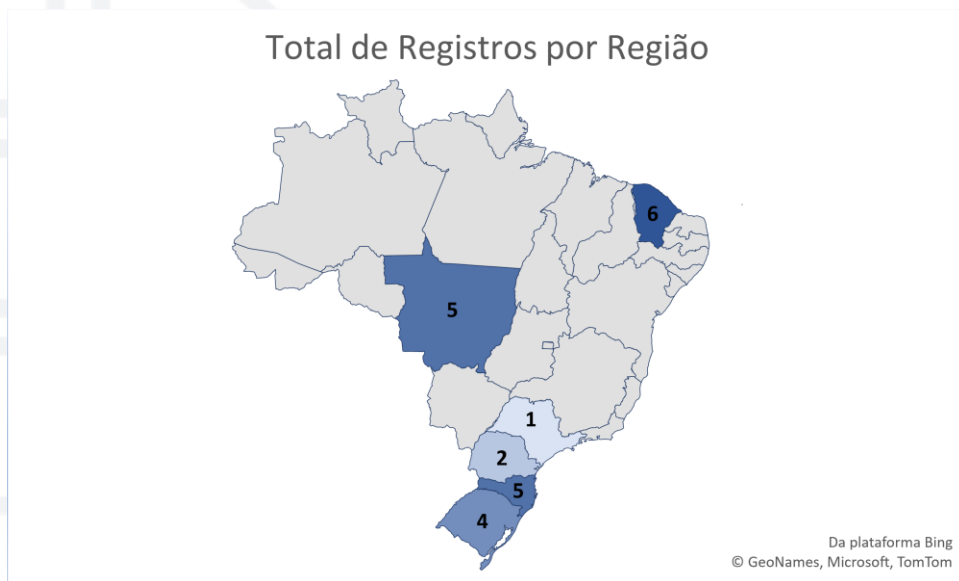 Total de Registros por Região
6
5
1
2
5
4
Da plataforma Bing
© GeoNames, Microsoft, TomTom